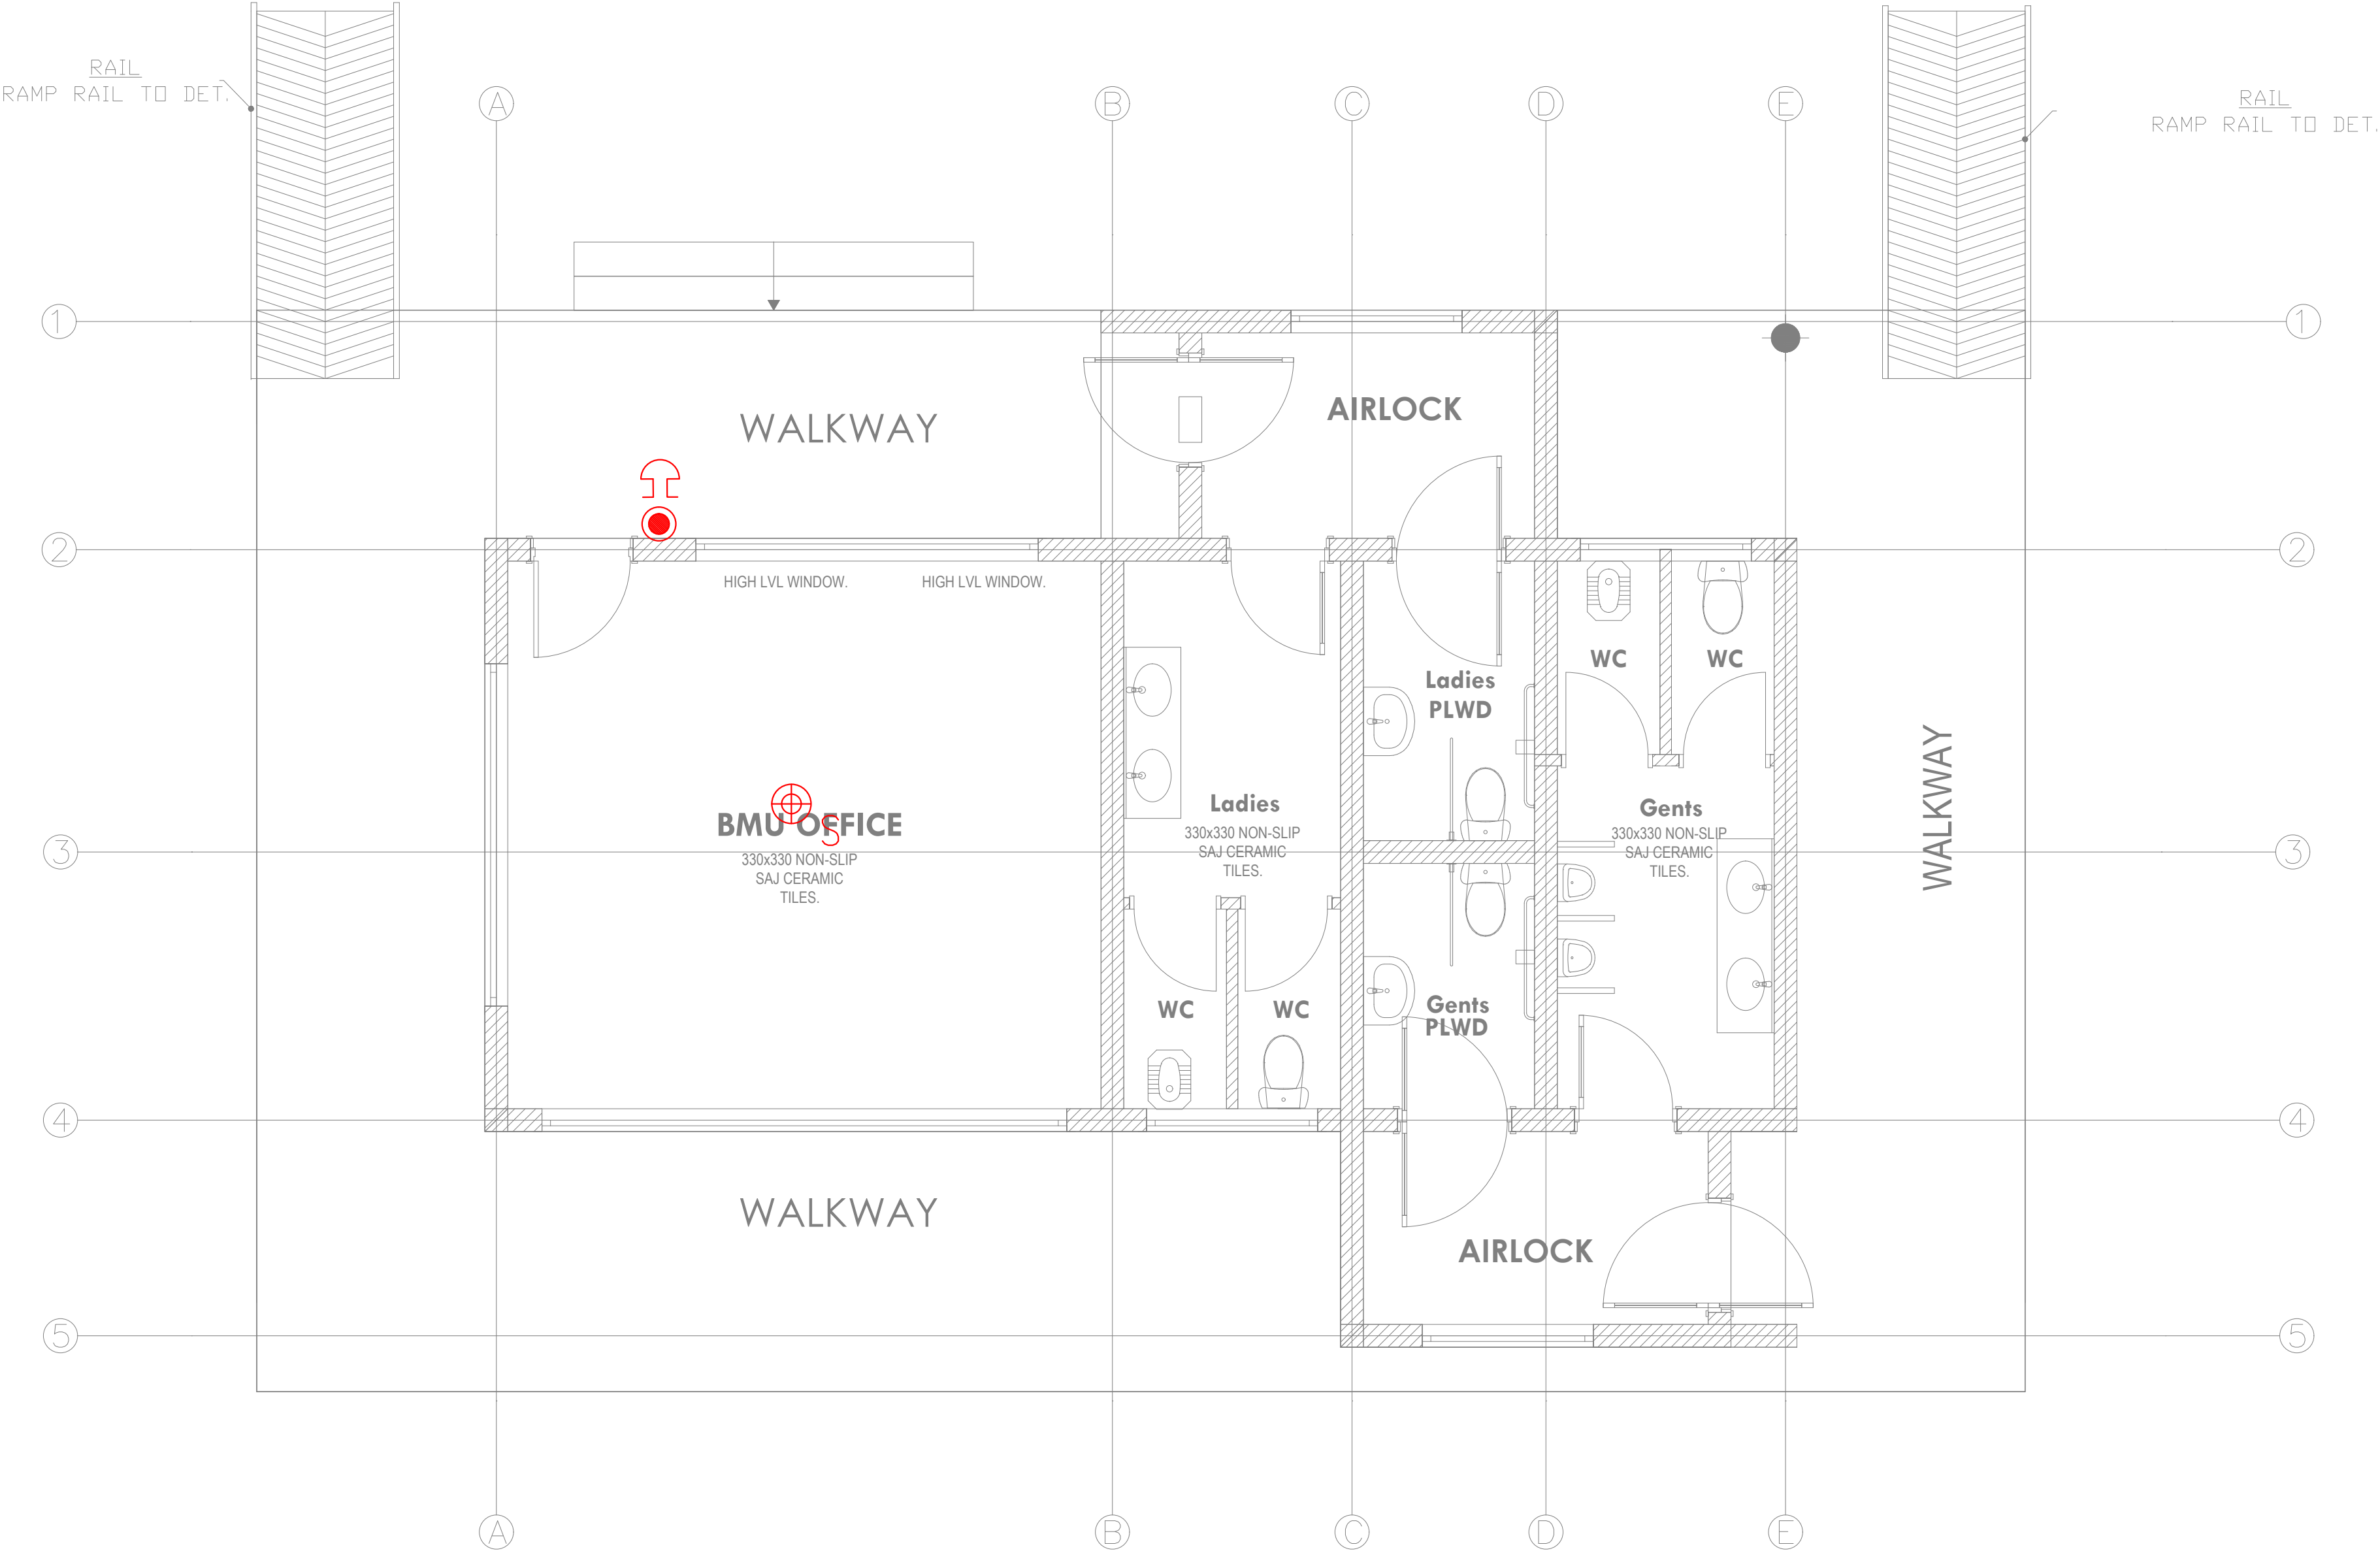 RAIL
RAMP RAIL TO DET.
RAIL
RAMP RAIL TO DET.
A
B
C
D
E
1
1
WALKWAY
AIRLOCK
2
2
HIGH LVL WINDOW.
HIGH LVL WINDOW.
WC
WC
Ladies
PLWD
WALKWAY
BMU OFFICE
S
330x330 NON-SLIP
SAJ CERAMIC
TILES.
Ladies
330x330 NON-SLIP
SAJ CERAMIC
TILES.
Gents
330x330 NON-SLIP
SAJ CERAMIC
TILES.
3
3
WC
WC
Gents
PLWD
4
4
WALKWAY
AIRLOCK
5
5
A
B
C
D
E